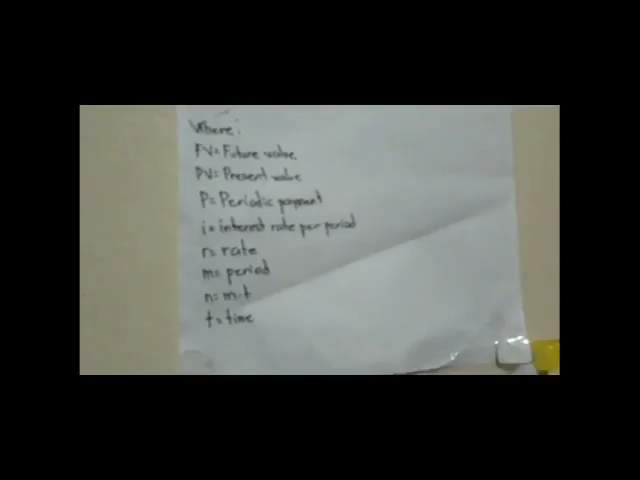 Where:
FV= Future value
PV= Present value
P= Periodic payment
i= interest rate per period
r= rate
m= period
n= m·t
t= time